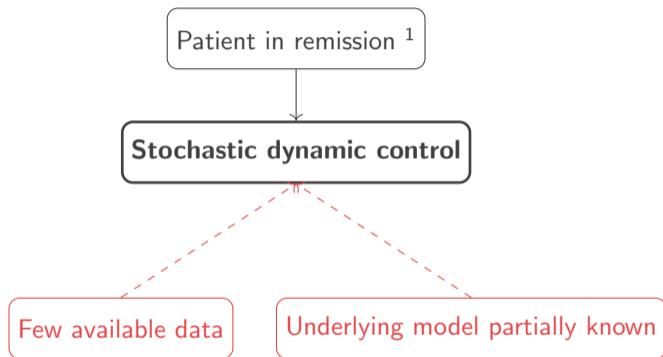 Patient in remission ¹
Stochastic dynamic control
Few available data
Underlying model partially known